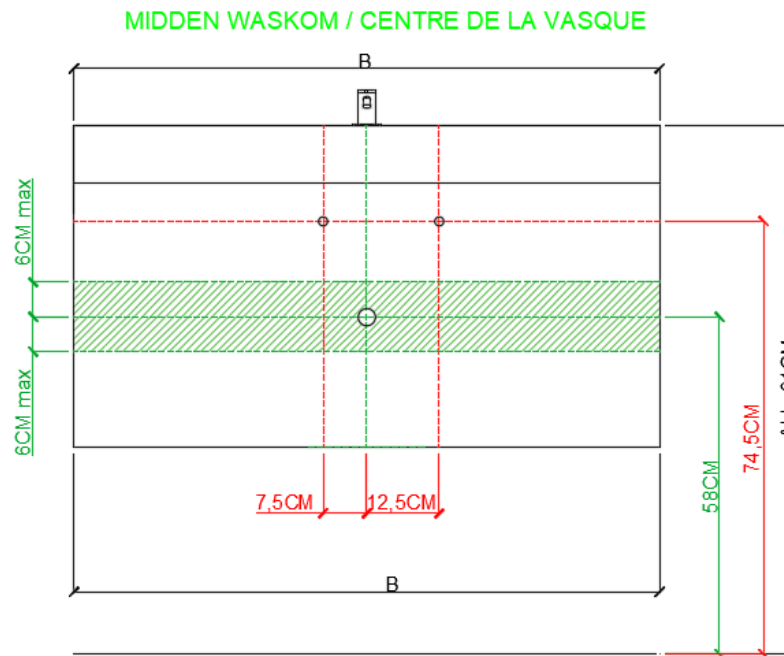 MIDDEN WASKOM / CENTRE DE LA VASQUE
B
6CM max
6CM max
74,5CM
58CM
7,5CM
12,5CM
B